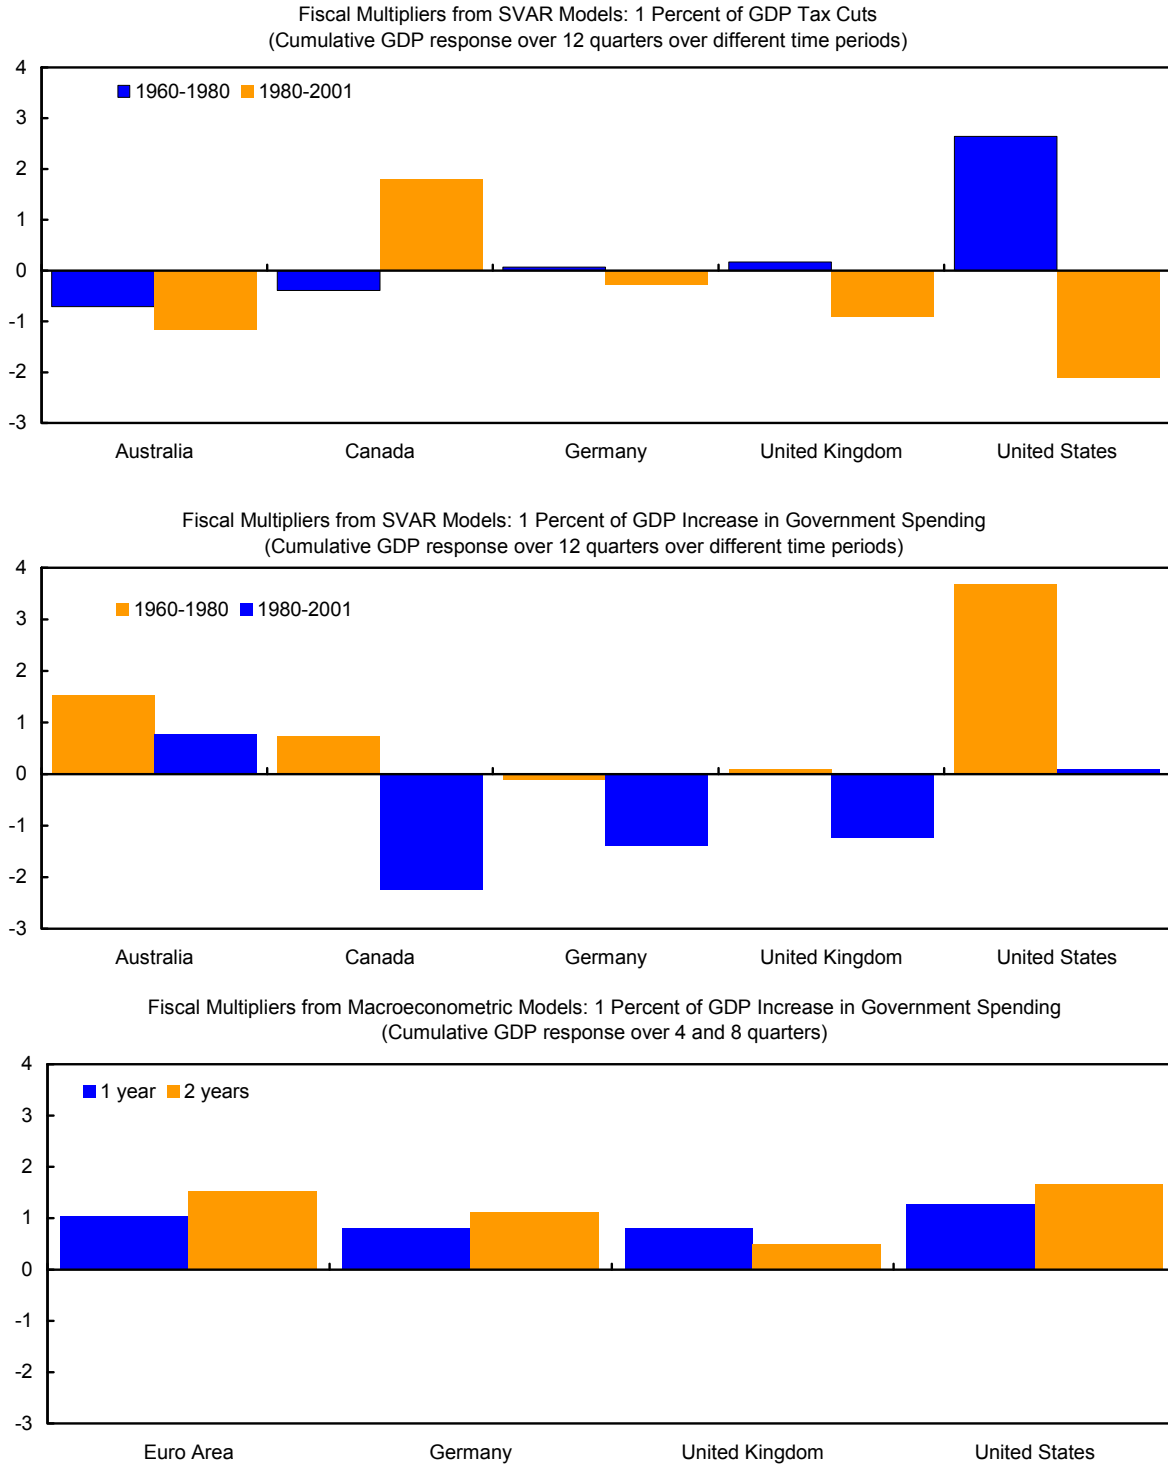 Fiscal Multipliers from SVAR Models: 1 Percent of GDP Tax Cuts
(Cumulative GDP response over 12 quarters over different time periods)
4
1960-1980 1980-2001
3
2
1
0
-1
-2
-3
Australia Canada Germany United Kingdom United States
Fiscal Multipliers from SVAR Models: 1 Percent of GDP Increase in Government Spending
(Cumulative GDP response over 12 quarters over different time periods)
4
1960-1980 1980-2001
3
2
1
0
-1
-2
-3
Australia Canada Germany United Kingdom United States
Fiscal Multipliers from Macroeconometric Models: 1 Percent of GDP Increase in Government Spending
(Cumulative GDP response over 4 and 8 quarters)
4
1 year 2 years
3
2
1
0
-1
-2
-3
Euro Area Germany United Kingdom United States